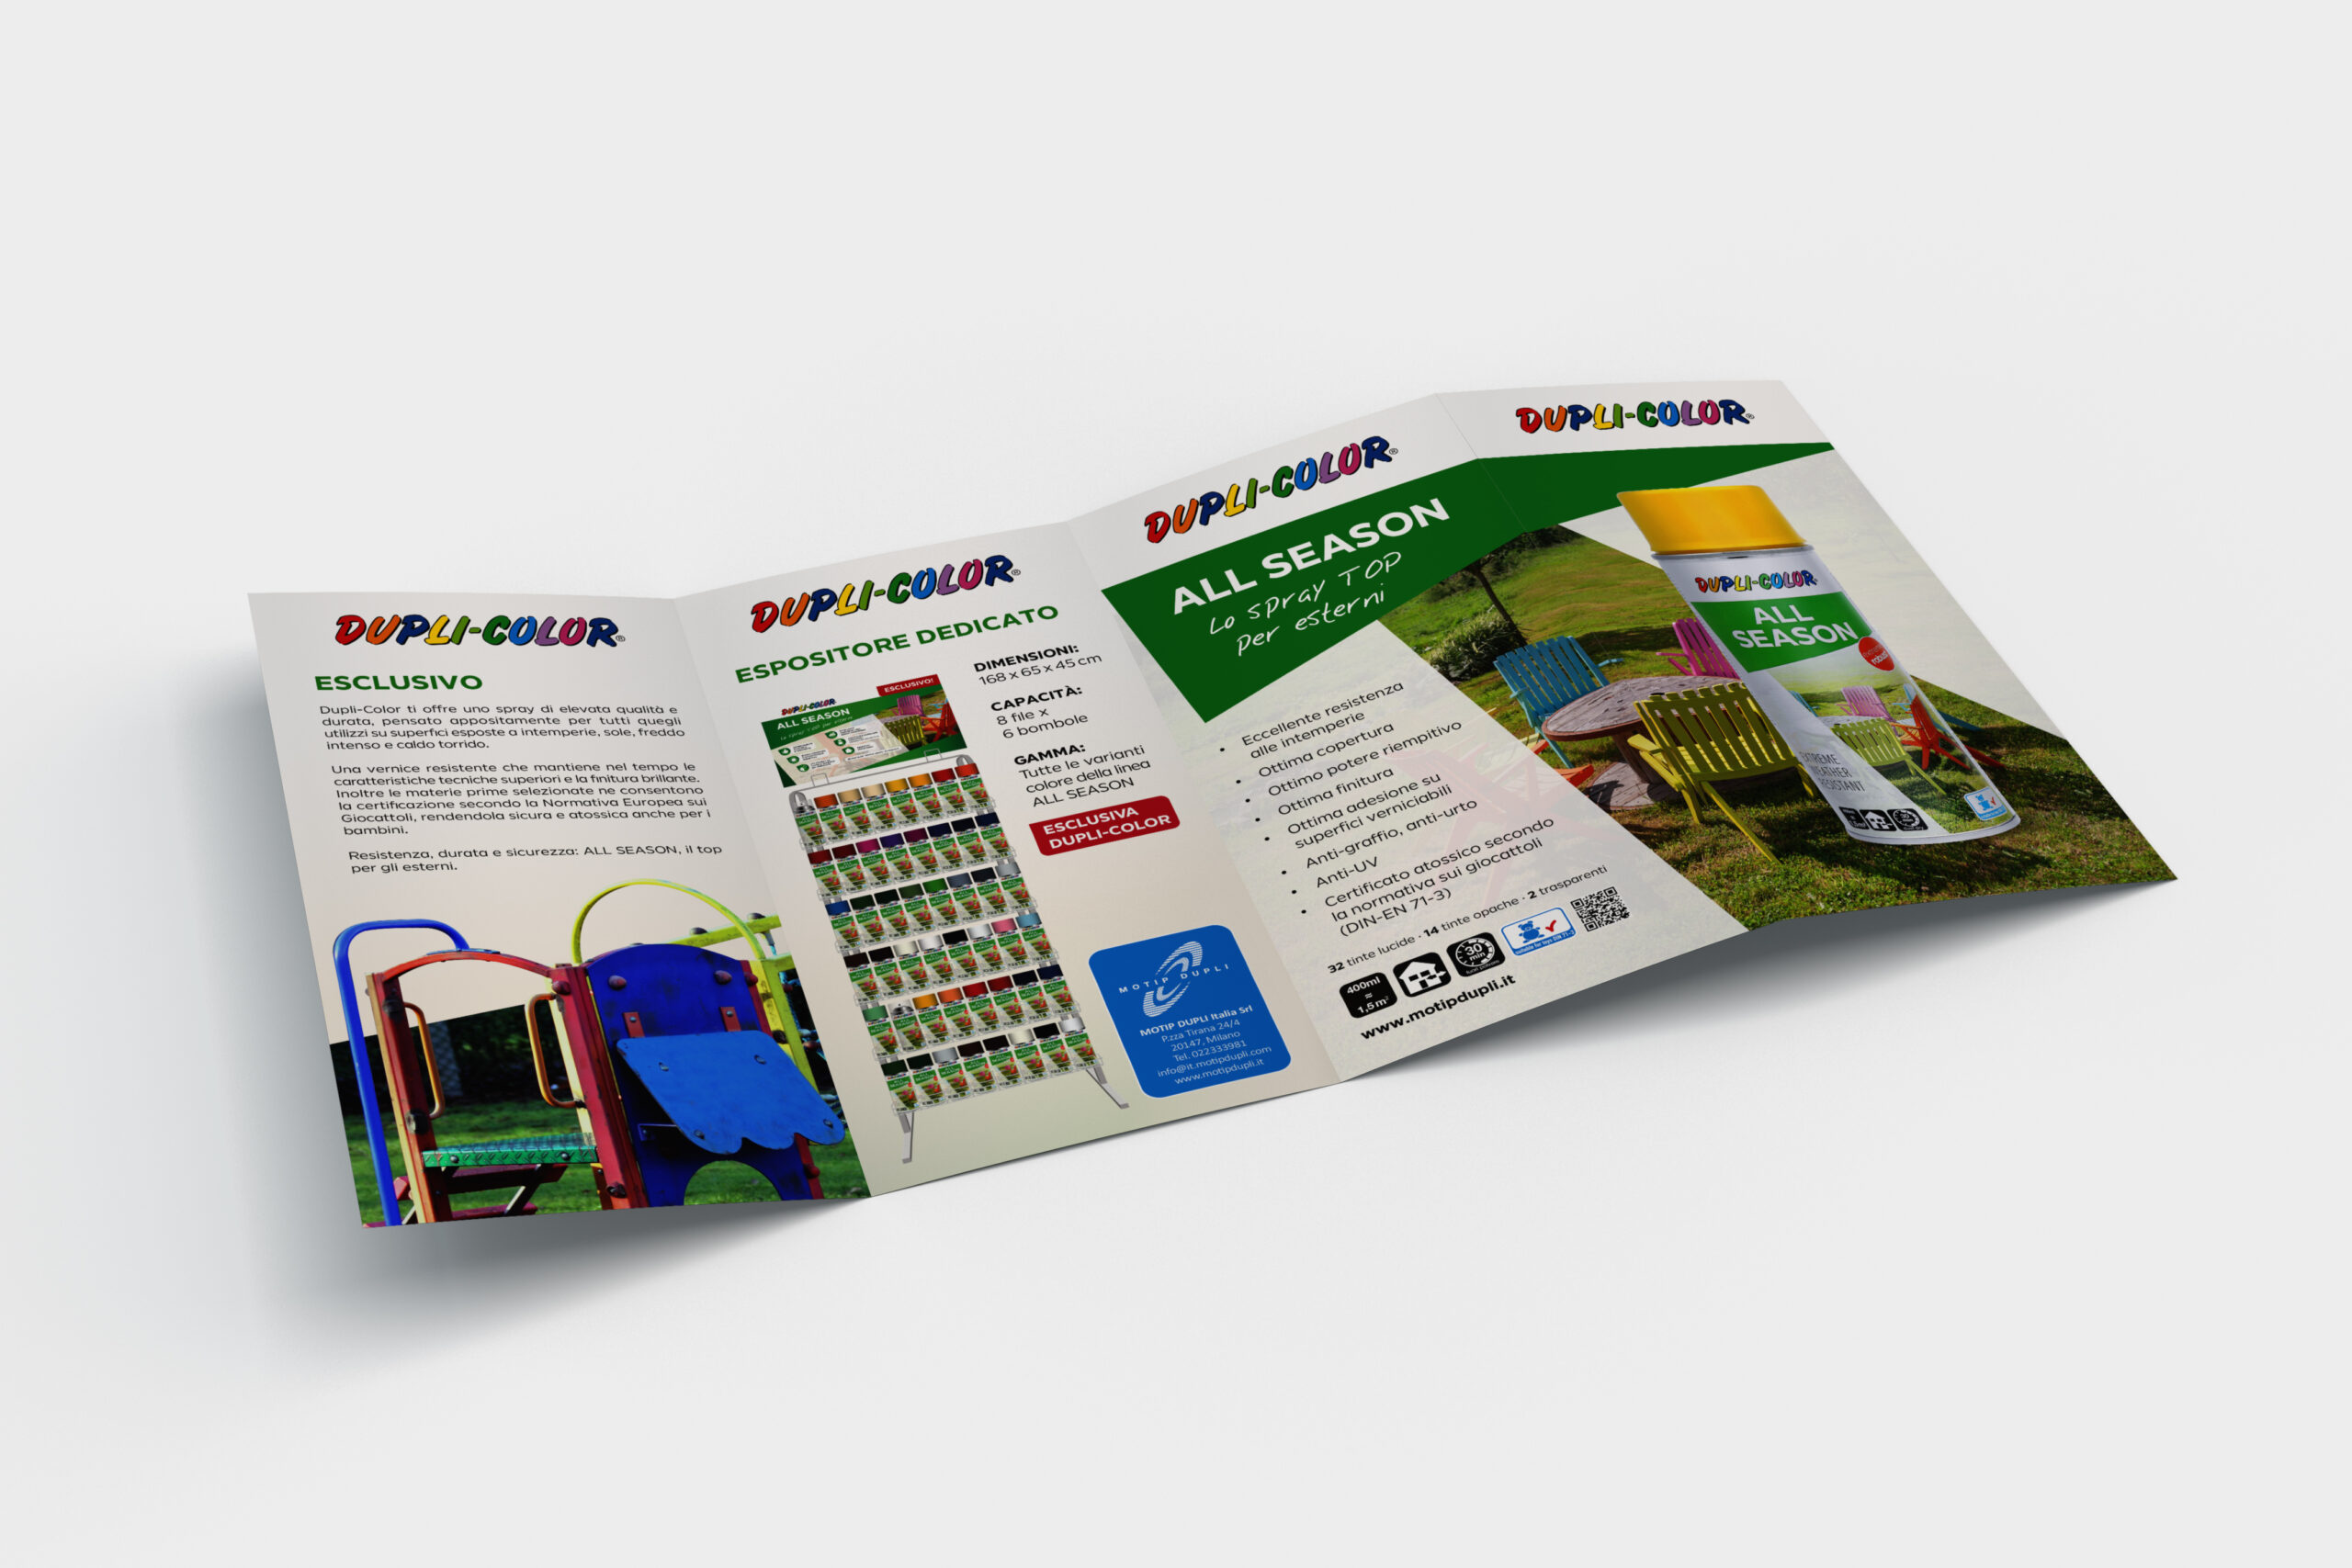 DUPLI-COLOR®
ESCLUSIVO
Dupli-Color ti offre uno spray di elevata qualità e
durata, pensato appositamente per tutti quegli
utilizzi su superfici esposte a intemperie, sole, freddo
intenso e caldo torrido.
Una vernice resistente che mantiene nel tempo le
caratteristiche tecniche superiori e la finitura brillante.
Inoltre le materie prime selezionate ne consentono
la certificazione secondo la Normativa Europea sui
Giocattoli, rendendola sicura e atossica anche per i
bambini.
Resistenza, durata e sicurezza: ALL SEASON, il top
per gli esterni.
DUPLI-COLOR®
ESPOSITORE DEDICATO
ESCLUSIVO!
DUPLI-COLOR
ALL SEASON
DIMENSIONI:
168 x 65 x 45 cm
CAPACITÀ:
8 file x
6 bombole
GAMMA:
Tutte le varianti
colore della linea
ALL SEASON
ESCLUSIVA
DUPLI-COLOR
MOTIP DUPLI
MOTIP DUPLI Italia Srl
P.zza Tirana 24/4
20147, Milano
Tel. 022333981
info@it.motipdupli.com
www.motipdupli.it
DUPLI-COLOR®
ALL SEASON
Lo spray TOP
per esterni
• Eccellente resistenza
alle intemperie
• Ottima copertura
• Ottimo potere riempitivo
• Ottima finitura
• Ottima adesione su
superfici verniciabili
• Anti-graffio, anti-urto
• Anti-UV
• Certificato atossico secondo
la normativa sui giocattoli
(DIN-EN 71-3)
32 tinte lucide · 14 tinte opache · 2 trasparenti
400ml
≈
1,5 m²
30
min
www.motipdupli.it
DUPLI-COLOR®
DUPLI-COLOR
ALL
SEASON
EXTREME
WEATHER
RESISTANT